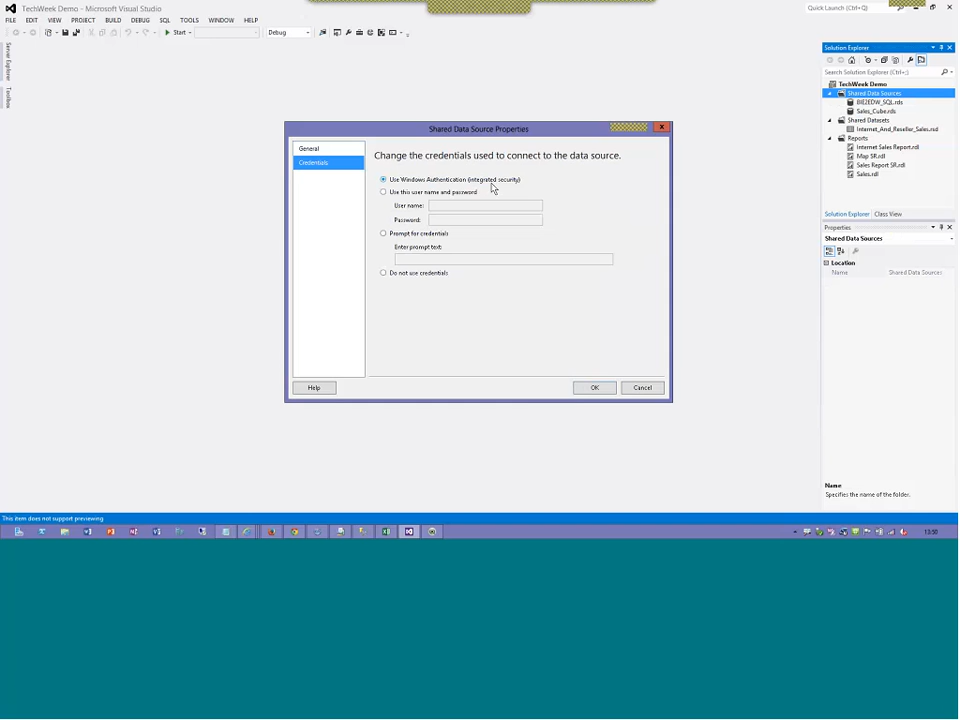 TechWeek Demo - Microsoft Visual Studio
Quick Launch (Ctrl+Q)
FILE EDIT VIEW PROJECT BUILD DEBUG SQL TOOLS WINDOW HELP
Start
Debug
Server Explorer
Toolbox
Solution Explorer
Search Solution Explorer (Ctrl+;)
TechWeek Demo
Shared Data Sources
BIE2EDW_SQL.rds
Sales_Cube.rds
Shared Datasets
Internet_And_Reseller_Sales.rsd
Reports
Internet Sales Report.rdl
Map SR.rdl
Sales Report SR.rdl
Sales.rdl
Solution Explorer Class View
Properties
Shared Data Sources
Location
Name Shared Data Sources
Name
Specifies the name of the folder.
Shared Data Source Properties
General
Credentials
Change the credentials used to connect to the data source.
Use Windows Authentication (integrated security)
Use this user name and password
User name:
Password:
Prompt for credentials
Enter prompt text:
Do not use credentials
Help
OK
Cancel
This item does not support previewing
13:50